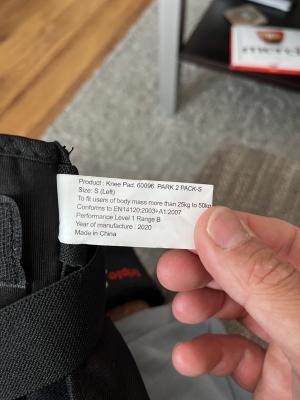 merci
Product : Knee Pad. 60096 PARK 2 PACK-S
Size: S (Left)
To fit users of body mass more than 25kg to 50kg
Conforms to EN14120:2003+A1:2007
Performance Level 1 Range B
Year of manufacture : 2020
Made in China